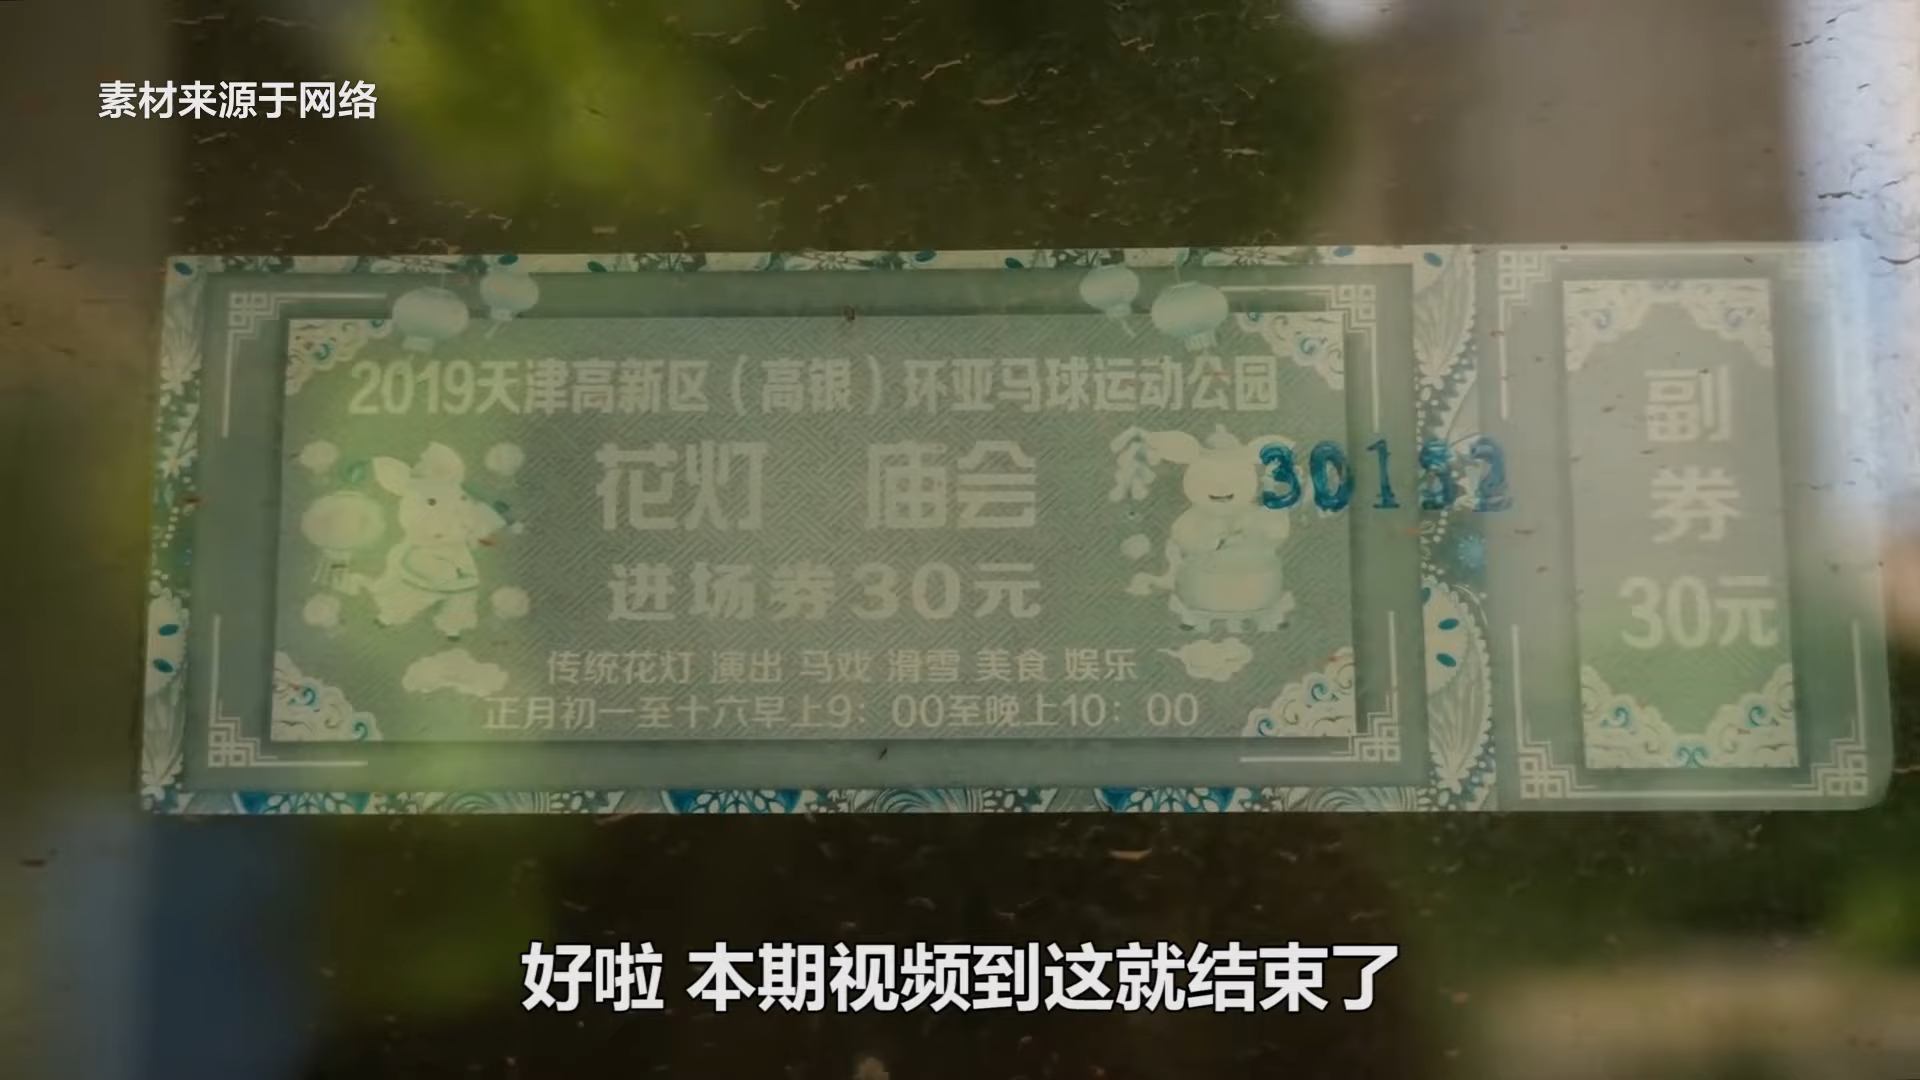 素材来源于网络
2019天津高新区（高银）环亚马球运动公园
花灯 庙会
30132
进场券30元
传统花灯 演出 马戏 滑雪 美食 娱乐
正月初一至十六早上9：00至晚上10：00
副券
30元
好啦 本期视频到这就结束了